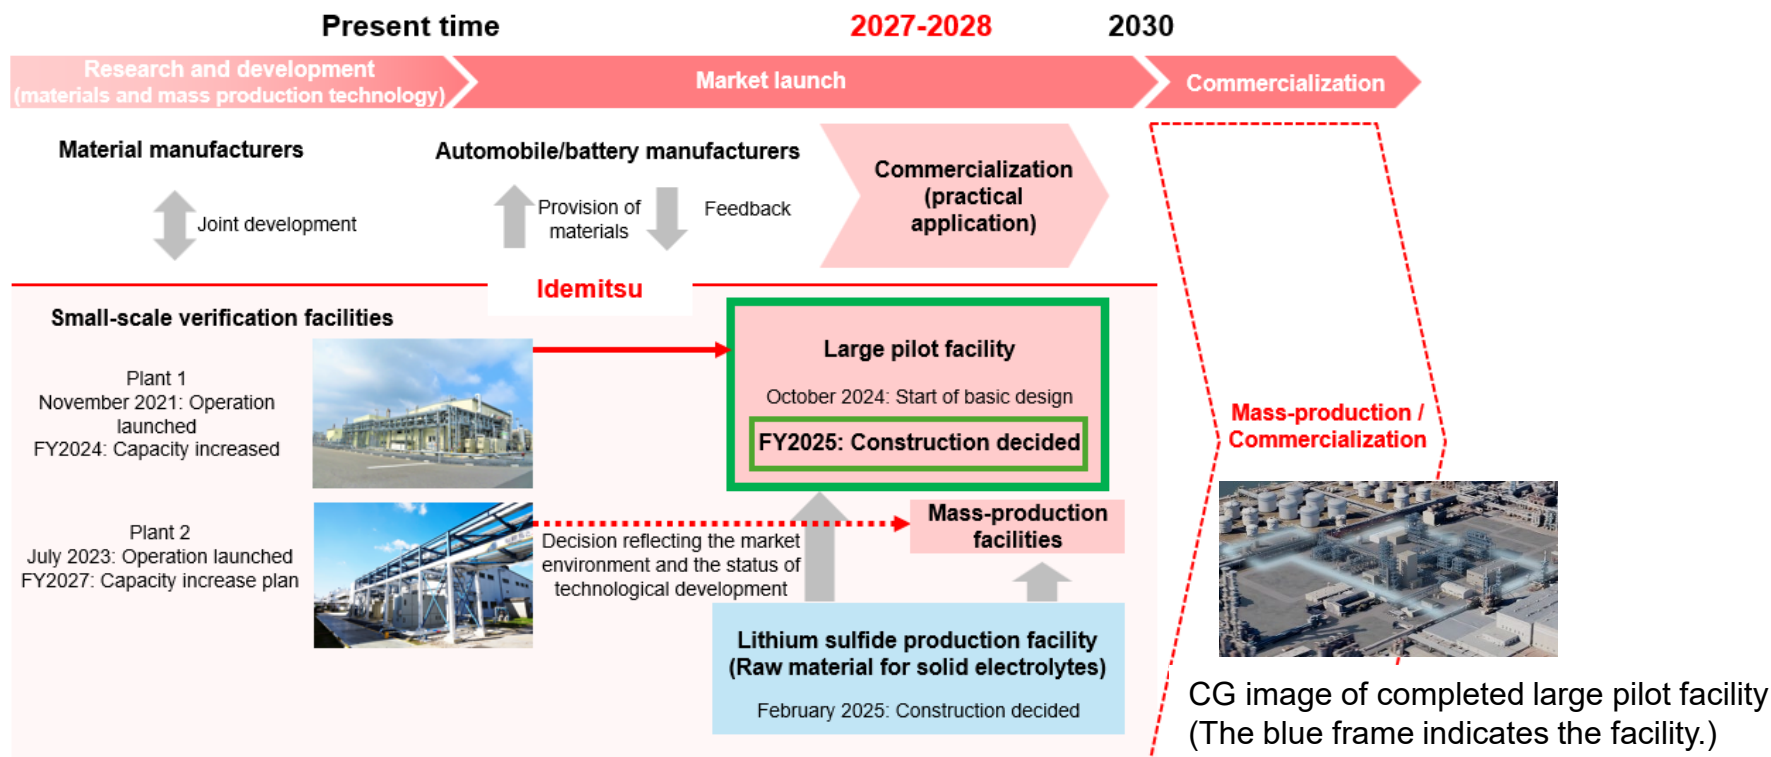 Present time
2027-2028
2030
Research and development
(materials and mass production technology)
Market launch
Commercialization
Material manufacturers
Joint development
Automobile/battery manufacturers
Provision of
materials
Feedback
Commercialization
(practical
application)
Idemitsu
Small-scale verification facilities
Plant 1
November 2021: Operation
launched
FY2024: Capacity increased
Large pilot facility
October 2024: Start of basic design
FY2025: Construction decided
Plant 2
July 2023: Operation launched
FY2027: Capacity increase plan
Decision reflecting the market
environment and the status of
technological development
Mass-production
facilities
Lithium sulfide production facility
(Raw material for solid electrolytes)
February 2025: Construction decided
Mass-production /
Commercialization
CG image of completed large pilot facility
(The blue frame indicates the facility.)